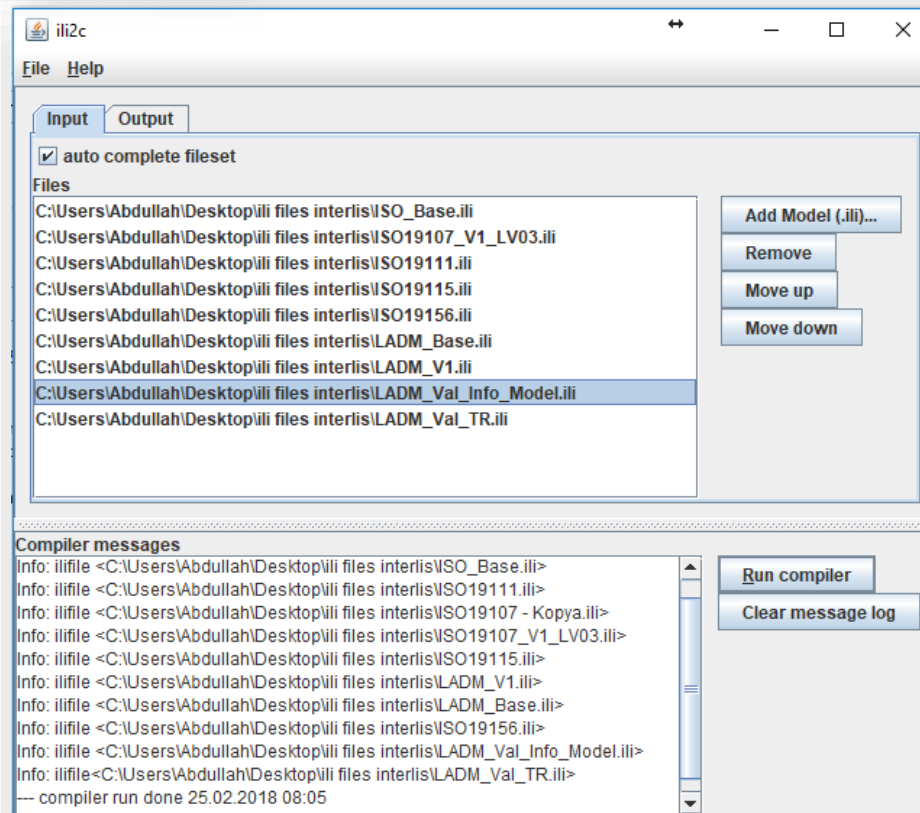 ili2c
File Help
Input Output
auto complete fileset
Files
C:\Users\Abdullah\Desktop\ili files interlis\ISO_Base.ili
C:\Users\Abdullah\Desktop\ili files interlis\ISO19107_V1_LV03.ili
C:\Users\Abdullah\Desktop\ili files interlis\ISO19111.ili
C:\Users\Abdullah\Desktop\ili files interlis\ISO19115.ili
C:\Users\Abdullah\Desktop\ili files interlis\ISO19156.ili
C:\Users\Abdullah\Desktop\ili files interlis\LADM_Base.ili
C:\Users\Abdullah\Desktop\ili files interlis\LADM_V1.ili
C:\Users\Abdullah\Desktop\ili files interlis\LADM_Val_Info_Model.ili
C:\Users\Abdullah\Desktop\ili files interlis\LADM_Val_TR.ili
Add Model (.ili)...
Remove
Move up
Move down
Compiler messages
Info: ilifile <C:\Users\Abdullah\Desktop\ili files interlis\ISO_Base.ili>
Info: ilifile <C:\Users\Abdullah\Desktop\ili files interlis\ISO19111.ili>
Info: ilifile <C:\Users\Abdullah\Desktop\ili files interlis\ISO19107 - Kopya.ili>
Info: ilifile <C:\Users\Abdullah\Desktop\ili files interlis\ISO19107_V1_LV03.ili>
Info: ilifile <C:\Users\Abdullah\Desktop\ili files interlis\ISO19115.ili>
Info: ilifile <C:\Users\Abdullah\Desktop\ili files interlis\LADM_V1.ili>
Info: ilifile <C:\Users\Abdullah\Desktop\ili files interlis\LADM_Base.ili>
Info: ilifile <C:\Users\Abdullah\Desktop\ili files interlis\ISO19156.ili>
Info: ilifile <C:\Users\Abdullah\Desktop\ili files interlis\LADM_Val_Info_Model.ili>
Info: ilifile<C:\Users\Abdullah\Desktop\ili files interlis\LADM_Val_TR.ili>
--- compiler run done 25.02.2018 08:05
Run compiler
Clear message log